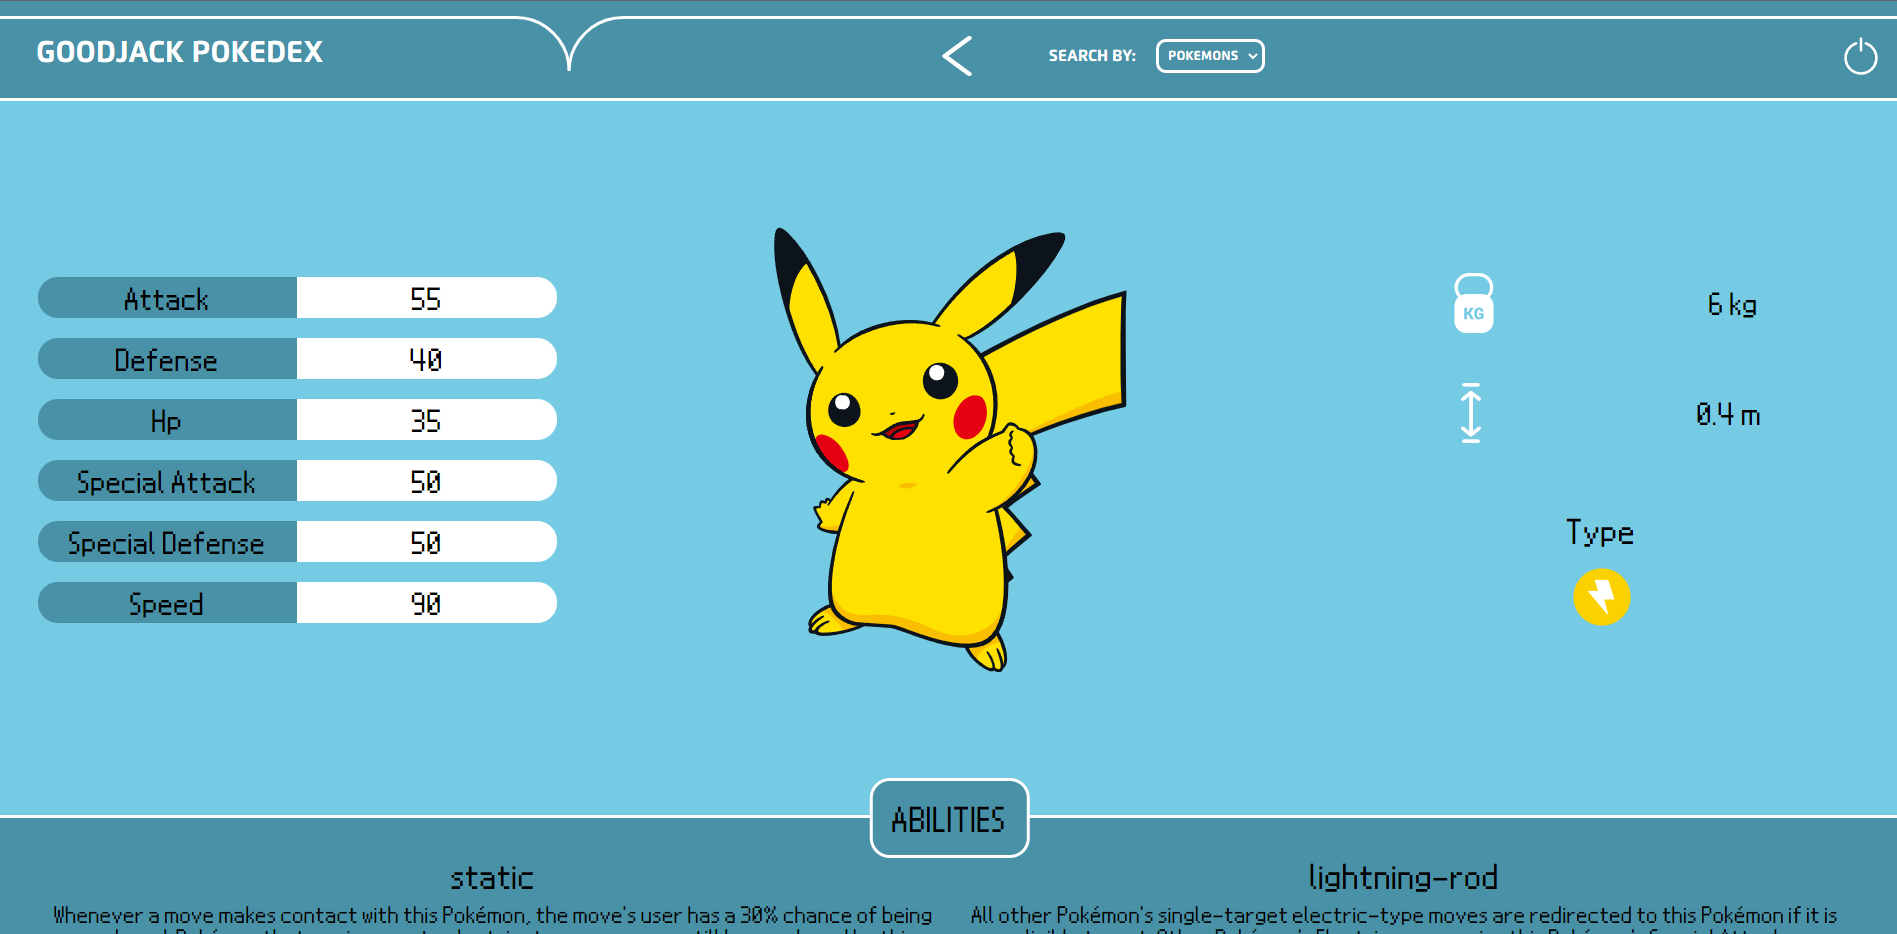 GOODJACK POKEDEX
SEARCH BY: POKEMONS
Attack 55
Defense 40
Hp 35
Special Attack 50
Special Defense 50
Speed 90
KG 6 kg
0.4 m
Type
ABILITIES
static
Whenever a move makes contact with this Pokémon, the move's user has a 30% chance of being
lightning-rod
All other Pokémon's single-target electric-type moves are redirected to this Pokémon if it is